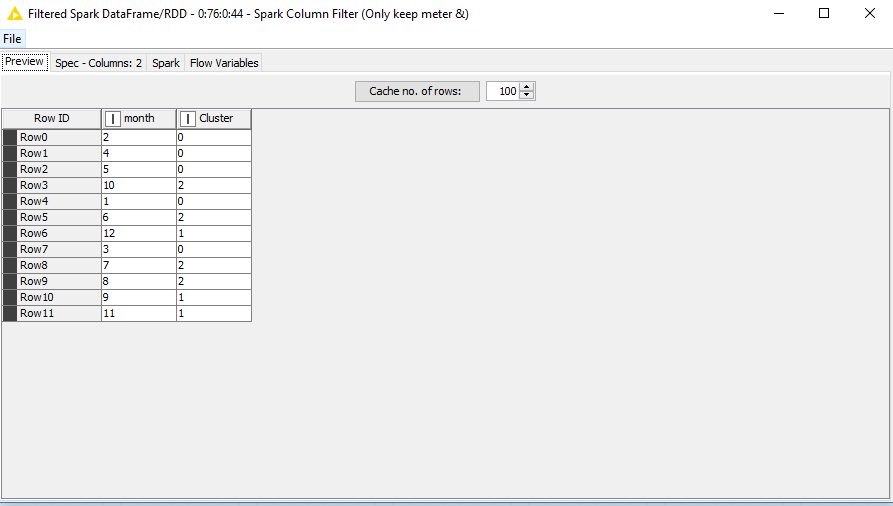 Filtered Spark DataFrame/RDD - 0:76:0:44 - Spark Column Filter (Only keep meter &)
File
Preview Spec - Columns: 2 Spark Flow Variables
Cache no. of rows: 100
Row ID I month I Cluster
Row0 2 0
Row1 4 0
Row2 5 0
Row3 10 2
Row4 1 0
Row5 6 2
Row6 12 1
Row7 3 0
Row8 7 2
Row9 8 2
Row10 9 1
Row11 11 1